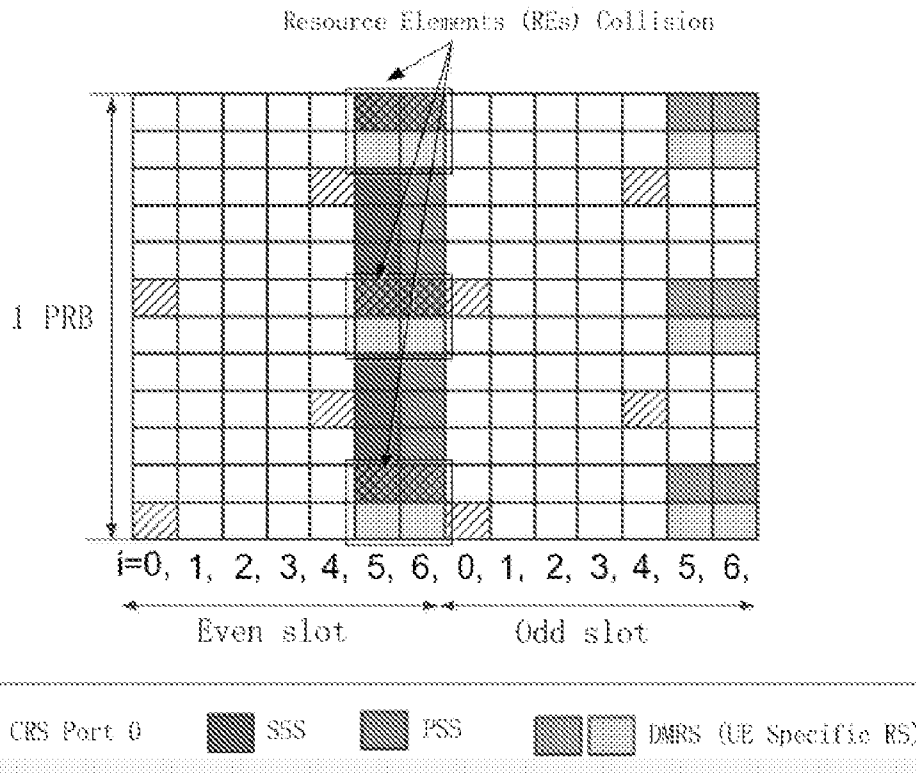 Resource Elements (REs) Collision
1 PRB
i=0, 1, 2, 3, 4, 5, 6, 0, 1, 2, 3, 4, 5, 6,
Even slot Odd slot
CRS Port 0 SSS PSS DMRS (UE Specific RS)